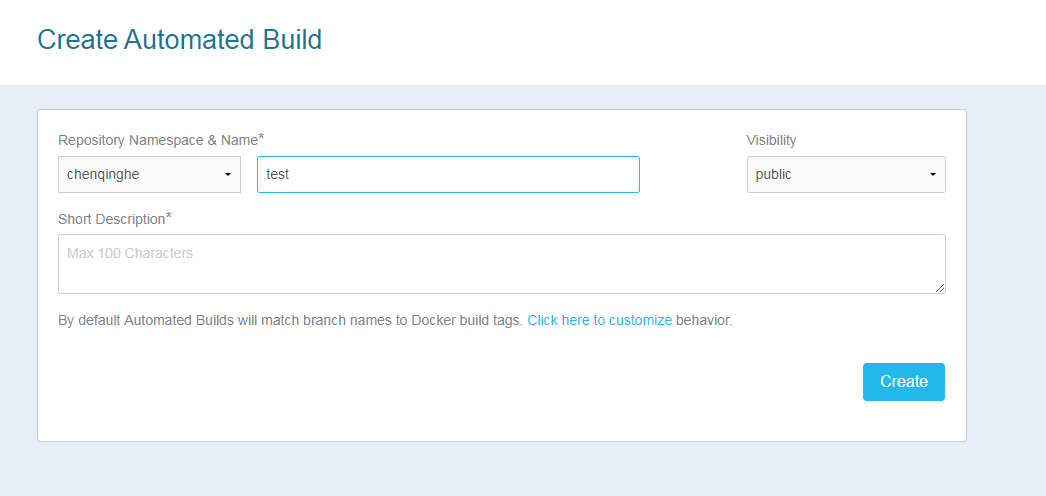 Create Automated Build
Repository Namespace & Name* Visibility
chenqinghe test public
Short Description*
Max 100 Characters
By default Automated Builds will match branch names to Docker build tags. Click here to customize behavior.
Create